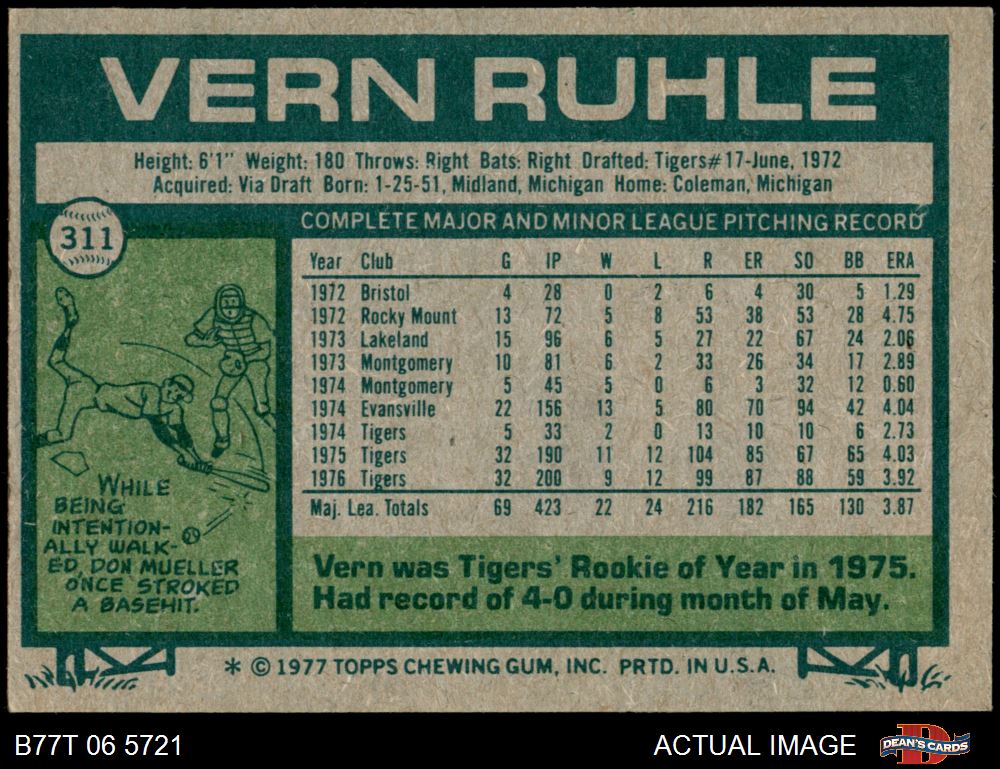 VERN RUHLE
Height: 6'1" Weight: 180 Throws: Right Bats: Right Drafted: Tigers#17-June, 1972
Acquired: Via Draft Born: 1-25-51, Midland, Michigan Home: Coleman, Michigan
311
COMPLETE MAJOR AND MINOR LEAGUE PITCHING RECORD
Year Club G IP W L R ER SO BB ERA
1972 Bristol 4 28 0 2 6 4 30 5 1.29
1972 Rocky Mount 13 72 5 8 53 38 53 28 4.75
1973 Lakeland 15 96 6 5 27 22 67 24 2.06
1973 Montgomery 10 81 6 2 33 26 34 17 2.89
1974 Montgomery 5 45 5 0 6 3 32 12 0.60
1974 Evansville 22 156 13 5 80 70 94 42 4.04
1974 Tigers 5 33 2 0 13 10 10 6 2.73
1975 Tigers 32 190 11 12 104 85 67 65 4.03
1976 Tigers 32 200 9 12 99 87 88 59 3.92
Maj. Lea. Totals 69 423 22 24 216 182 165 130 3.87
WHILE
BEING
INTENTION-
ALLY WALK-
ED, DON MUELLER
ONCE STROKED
A BASEHIT.
Vern was Tigers' Rookie of Year in 1975.
Had record of 4-0 during month of May.
* © 1977 TOPPS CHEWING GUM, INC. PRTD. IN U.S.A.
B77T 06 5721
ACTUAL IMAGE
DEAN'S CARDS